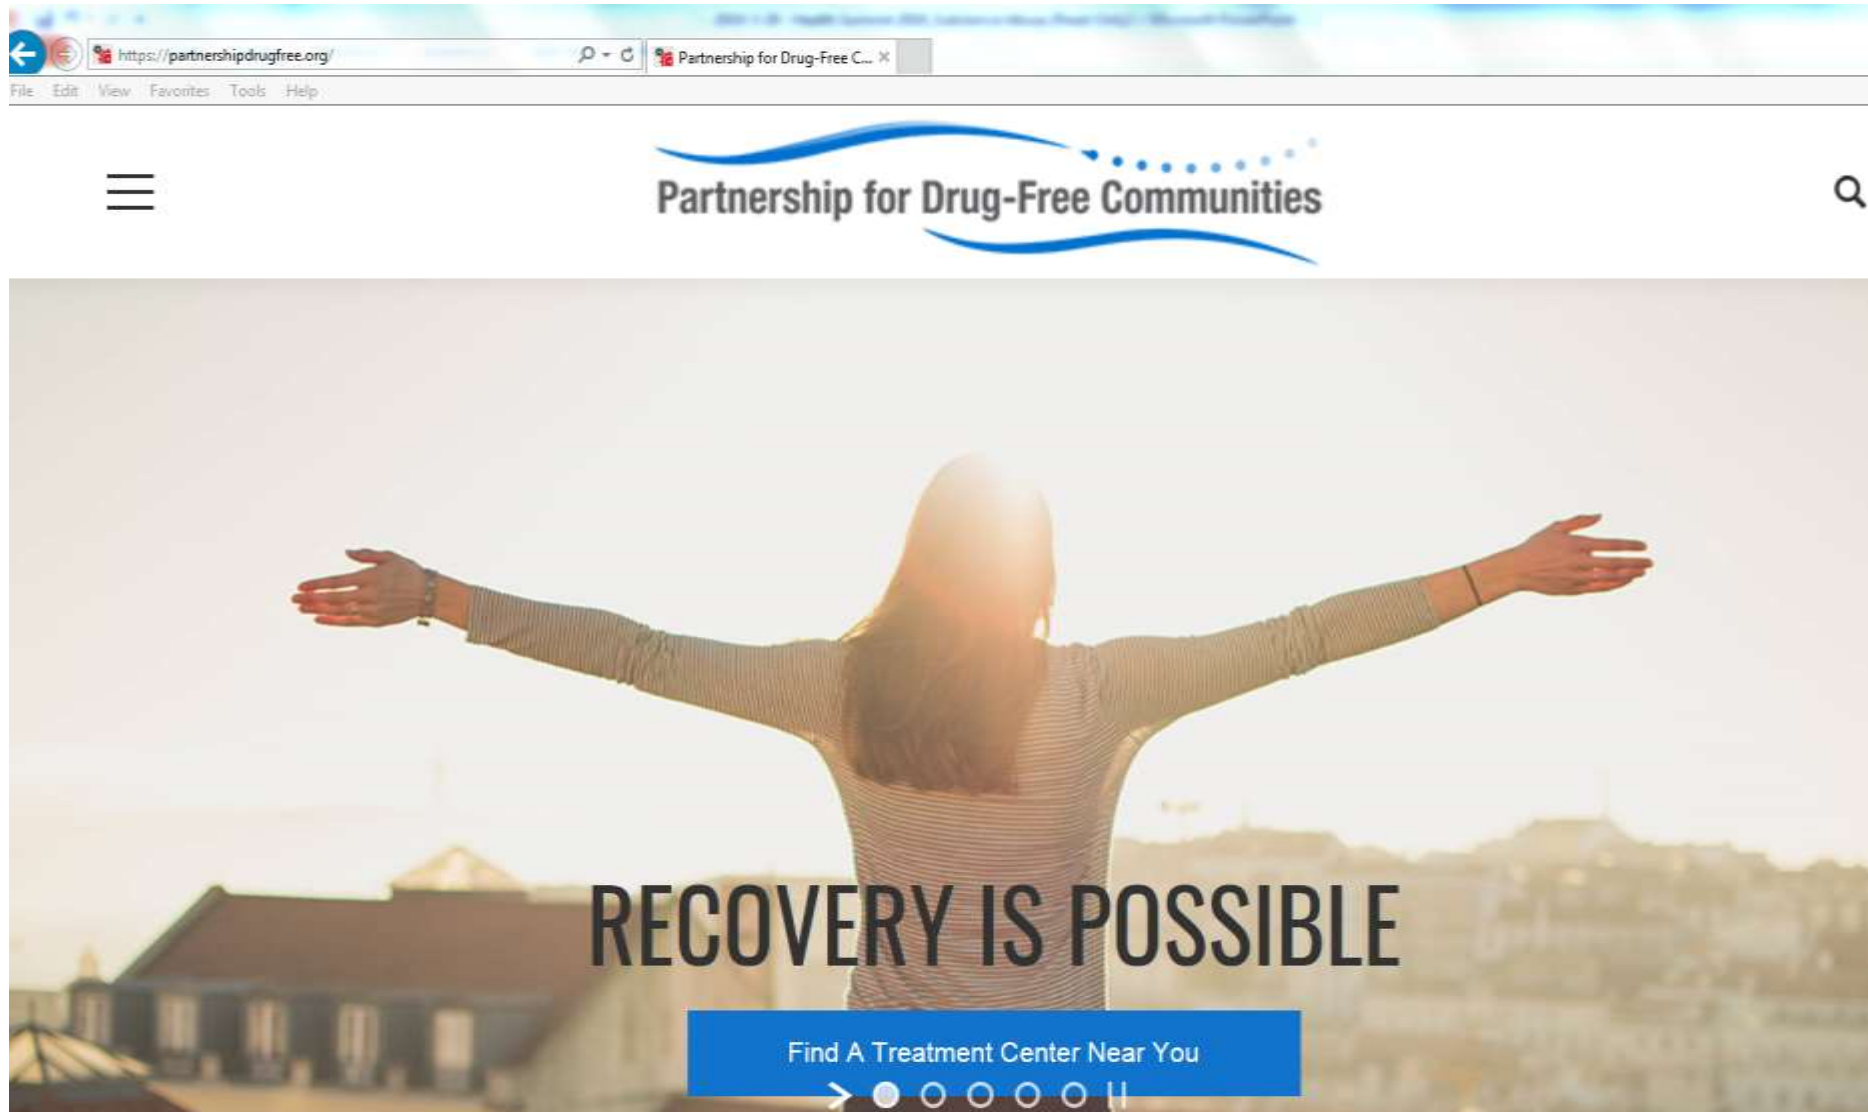 https://partnershipdrugfree.org/
Partnership for Drug-Free C...
File Edit View Favorites Tools Help
Partnership for Drug-Free Communities
RECOVERY IS POSSIBLE
Find A Treatment Center Near You